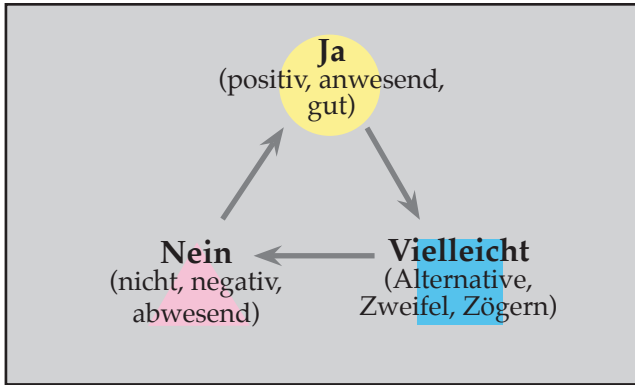 Ja
(positiv, anwesend,
gut)
Nein
(nicht, negativ,
abwesend)
Vielleicht
(Alternative,
Zweifel, Zögern)